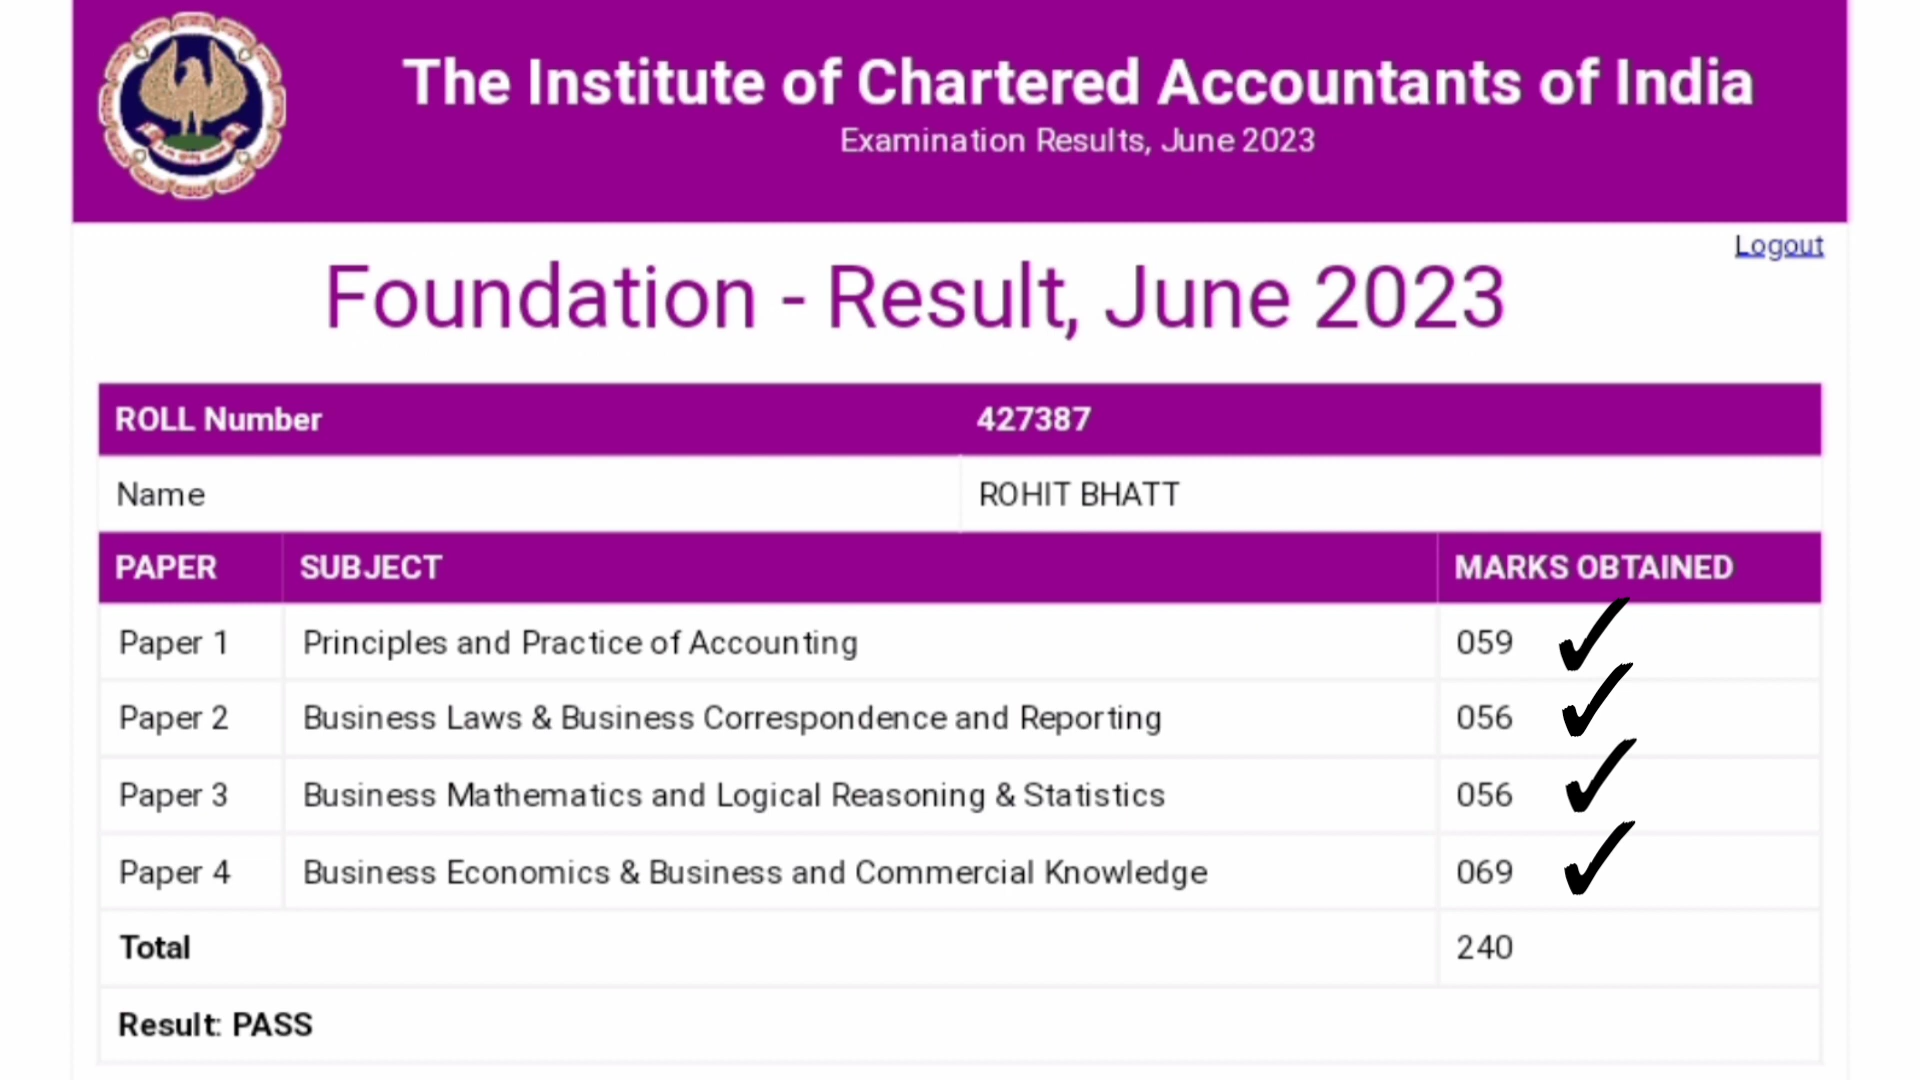 The Institute of Chartered Accountants of India
Examination Results, June 2023
Logout
Foundation - Result, June 2023
ROLL Number 427387
Name ROHIT BHATT
PAPER SUBJECT MARKS OBTAINED
Paper 1 Principles and Practice of Accounting 059
Paper 2 Business Laws & Business Correspondence and Reporting 056
Paper 3 Business Mathematics and Logical Reasoning & Statistics 056
Paper 4 Business Economics & Business and Commercial Knowledge 069
Total 240
Result: PASS